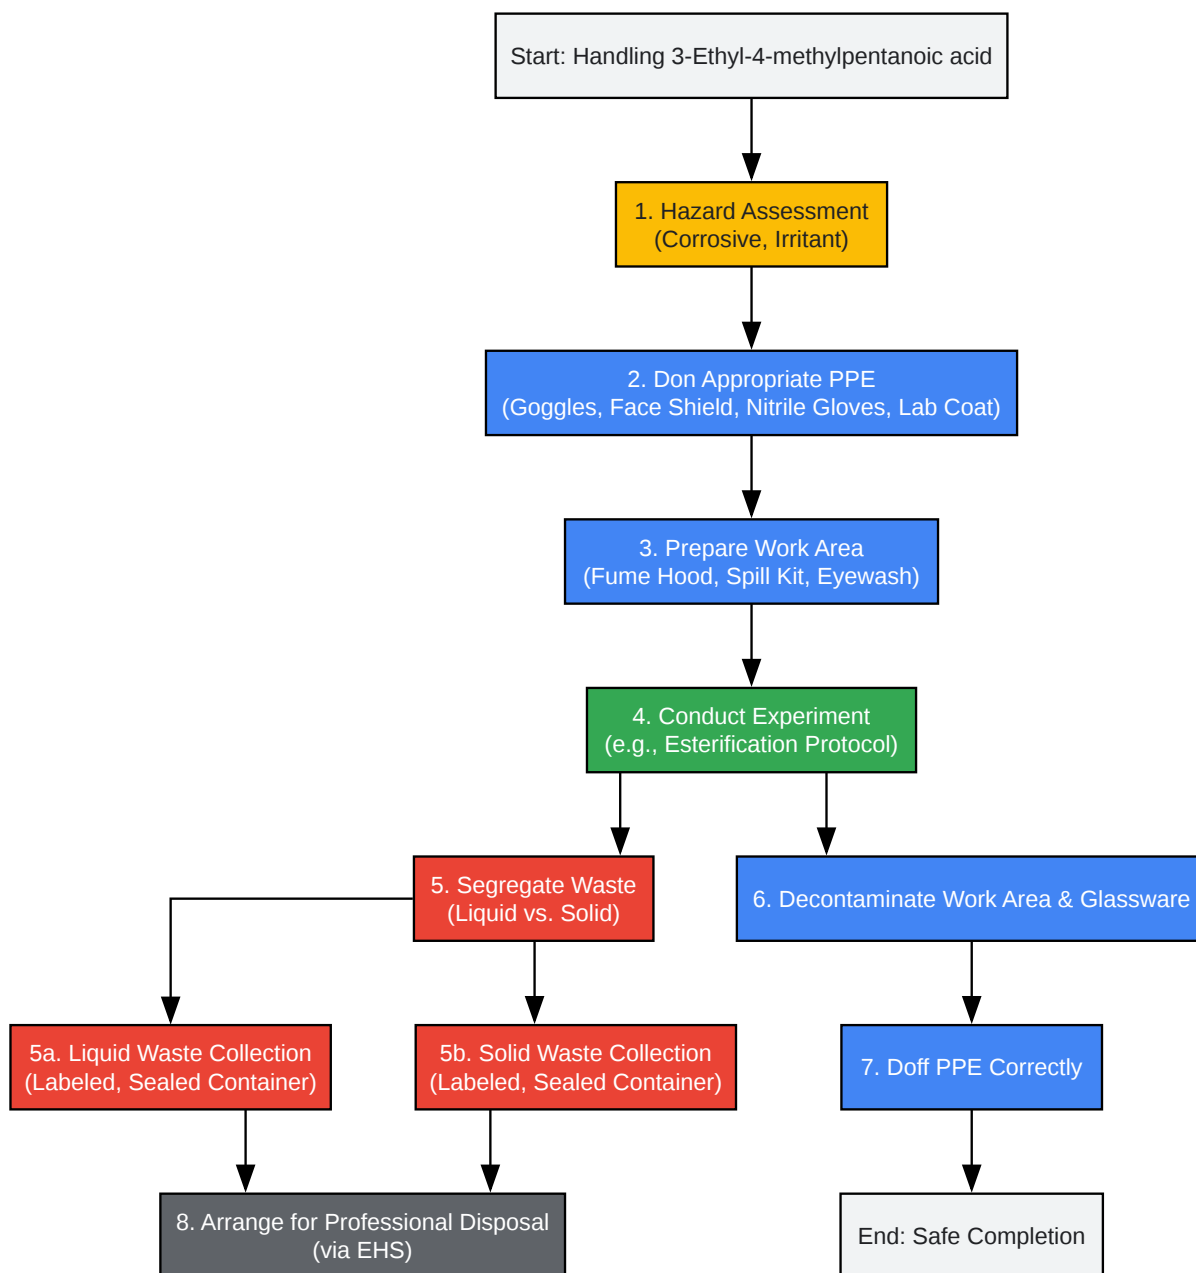 Start: Handling 3-Ethyl-4-methylpentanoic acid
1. Hazard Assessment
(Corrosive, Irritant)
2. Don Appropriate PPE
(Goggles, Face Shield, Nitrile Gloves, Lab Coat)
3. Prepare Work Area
(Fume Hood, Spill Kit, Eyewash)
4. Conduct Experiment
(e.g., Esterification Protocol)
5. Segregate Waste
(Liquid vs. Solid)
6. Decontaminate Work Area & Glassware
5a. Liquid Waste Collection
(Labeled, Sealed Container)
5b. Solid Waste Collection
(Labeled, Sealed Container)
7. Doff PPE Correctly
8. Arrange for Professional Disposal
(via EHS)
End: Safe Completion